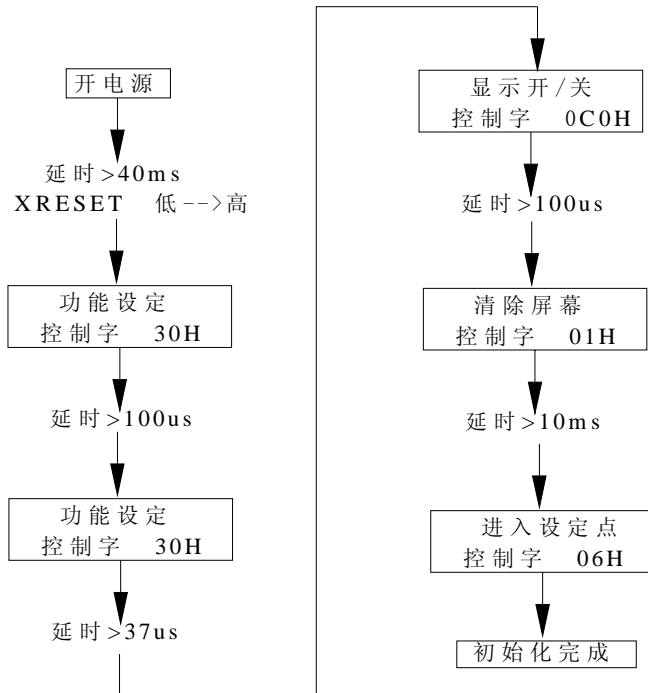 开电源
延时>40ms
XRESET 低-->高
功能设定
控制字 30H
延时>100us
功能设定
控制字 30H
延时>37us
显示开/关
控制字 0C0H
延时>100us
清除屏幕
控制字 01H
延时>10ms
进入设定点
控制字 06H
初始化完成